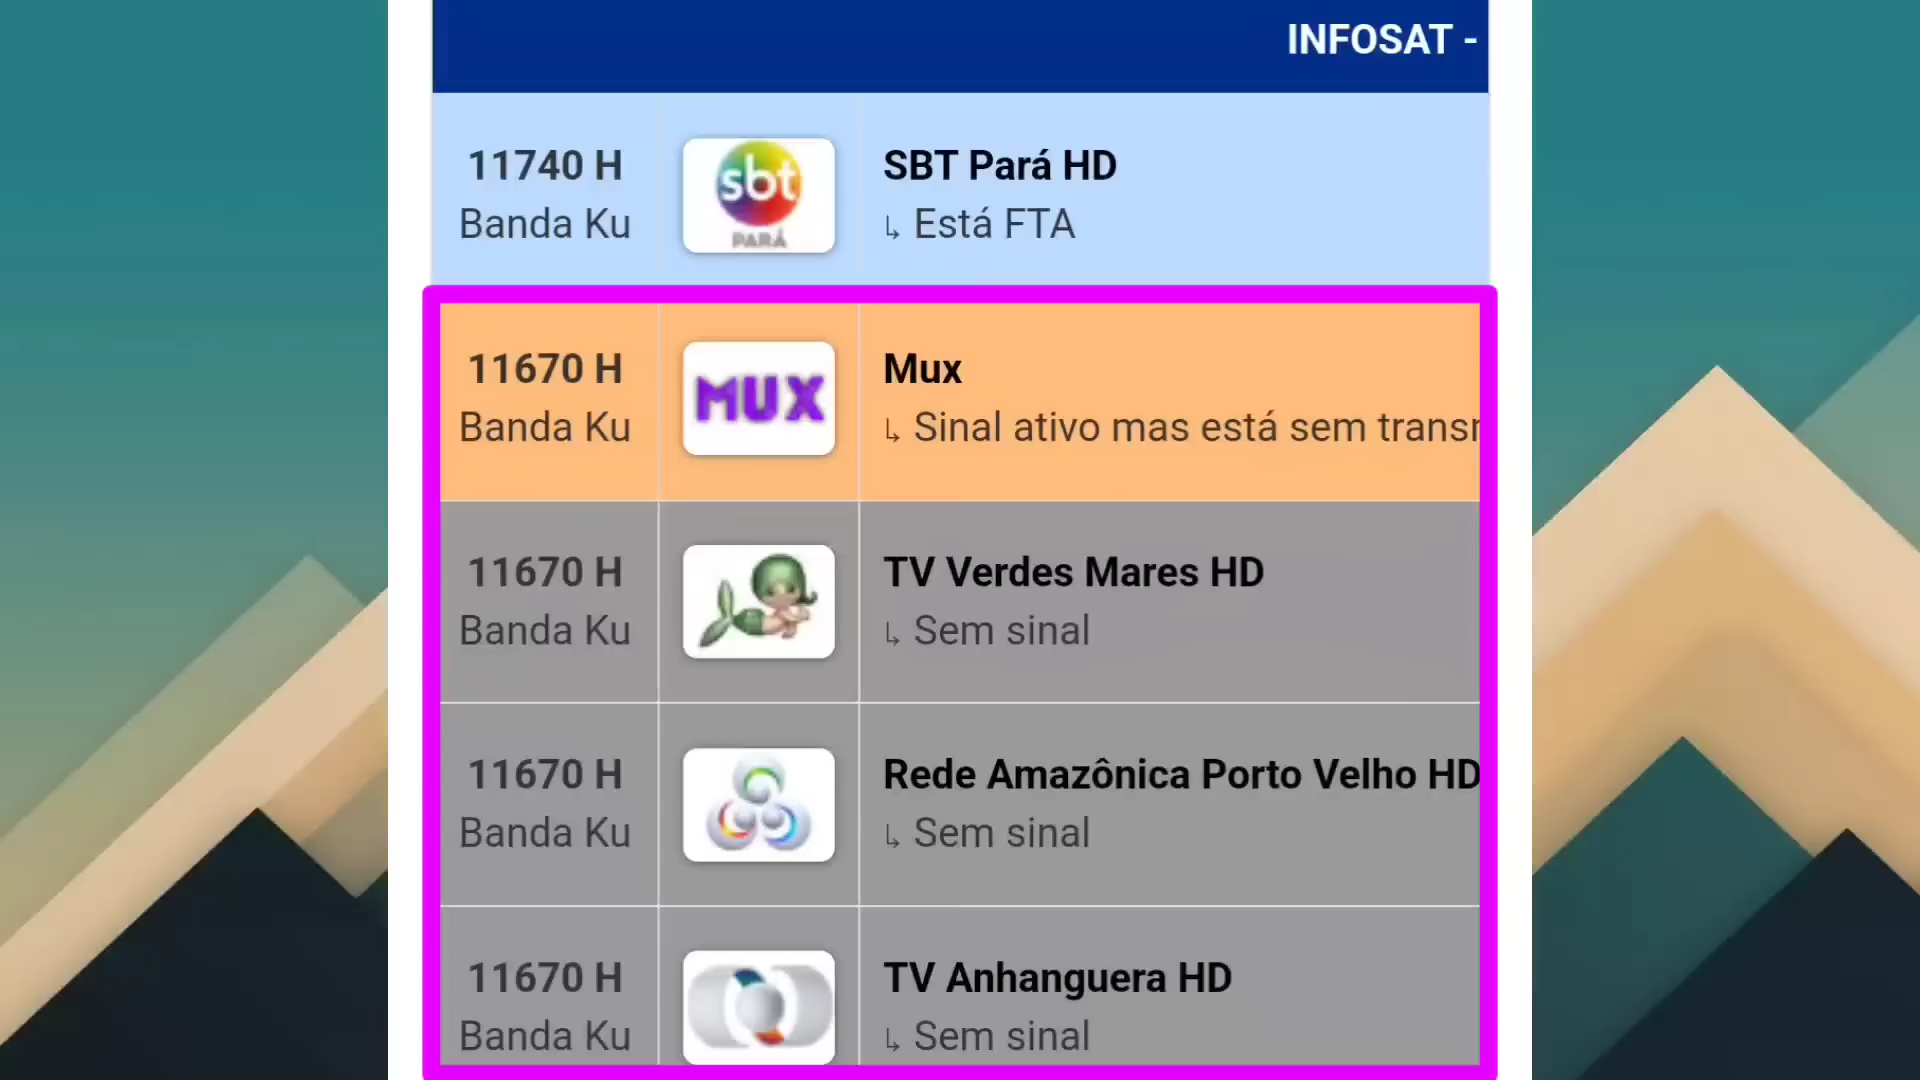 INFOSAT -
11740 H
Banda Ku
sbt
PARÁ
SBT Pará HD
↳ Está FTA
11670 H
Banda Ku
MUX
Mux
↳ Sinal ativo mas está sem transr
11670 H
Banda Ku
TV Verdes Mares HD
↳ Sem sinal
11670 H
Banda Ku
Rede Amazônica Porto Velho HD
↳ Sem sinal
11670 H
Banda Ku
TV Anhanguera HD
↳ Sem sinal